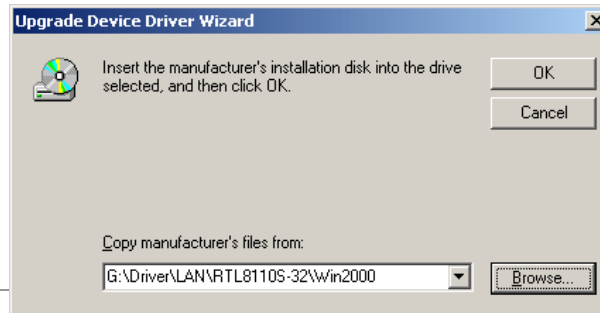 Upgrade Device Driver Wizard
Insert the manufacturer's installation disk into the drive
selected, and then click OK.
OK
Cancel
Copy manufacturer's files from:
G:\Driver\LAN\RTL8110S-32\Win2000
Browse...